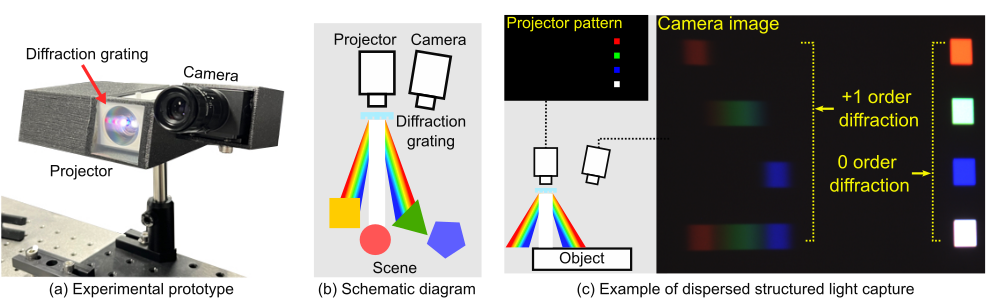 Diffraction grating
Camera
Projector
(a) Experimental prototype
Projector
Camera
Diffraction
grating
Scene
(b) Schematic diagram
Projector pattern
Camera image
+1 order
diffraction
0 order
diffraction
Object
(c) Example of dispersed structured light capture